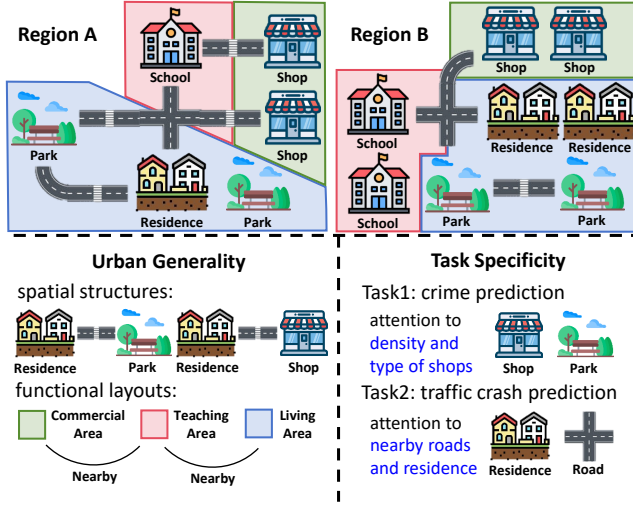 Region A
School
Shop
Park
Shop
Residence
Park
Region B
Shop
Shop
School
Residence
Residence
School
Park
Park
Urban Generality
spatial structures:
Residence
Park
Residence
Shop
functional layouts:
Commercial
Area
Teaching
Area
Living
Area
Nearby
Nearby
Task Specificity
Task1: crime prediction
attention to
density and
type of shops
Shop
Park
Task2: traffic crash prediction
attention to
nearby roads
and residence
Residence
Road